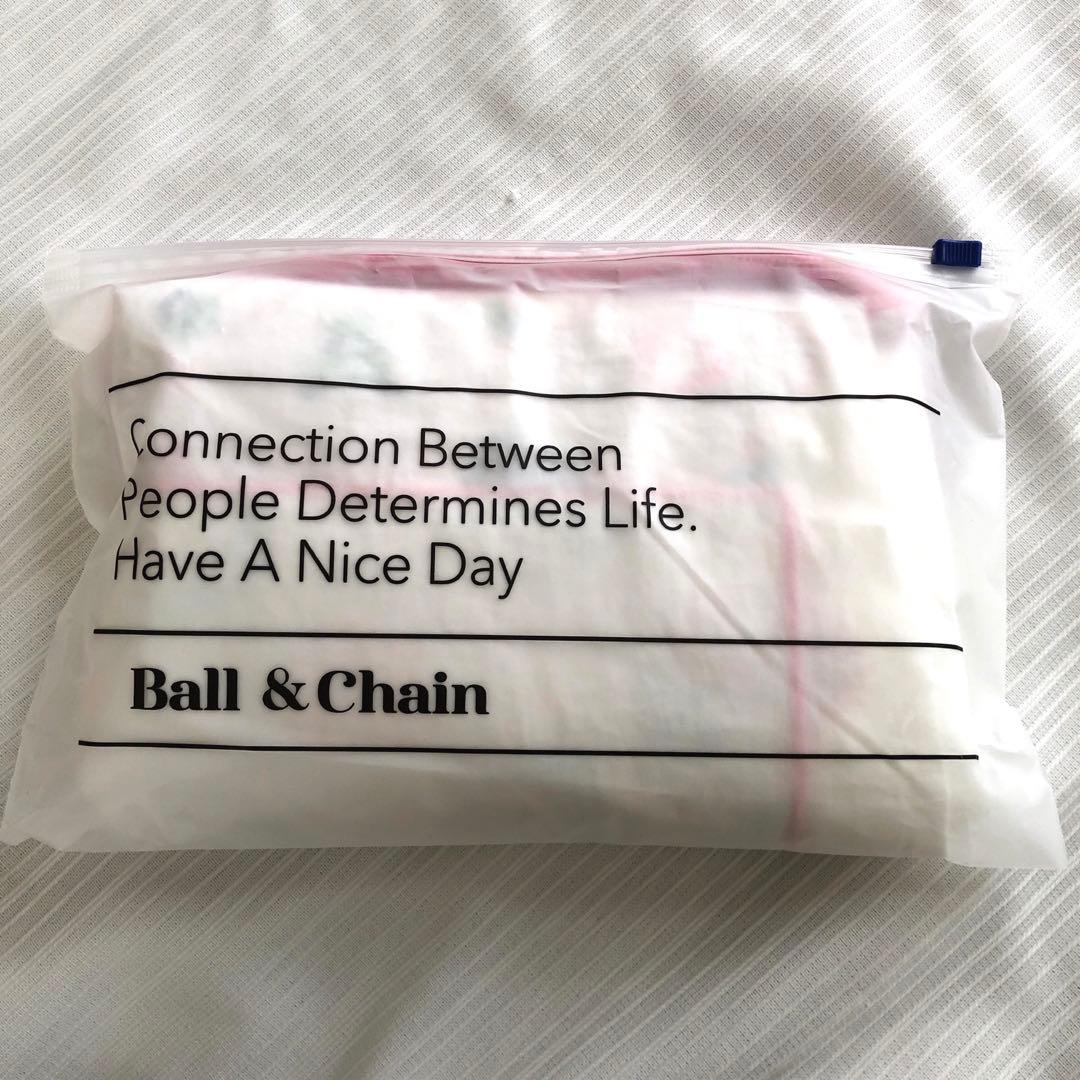 Connection Between
People Determines Life.
Have A Nice Day
Ball & Chain